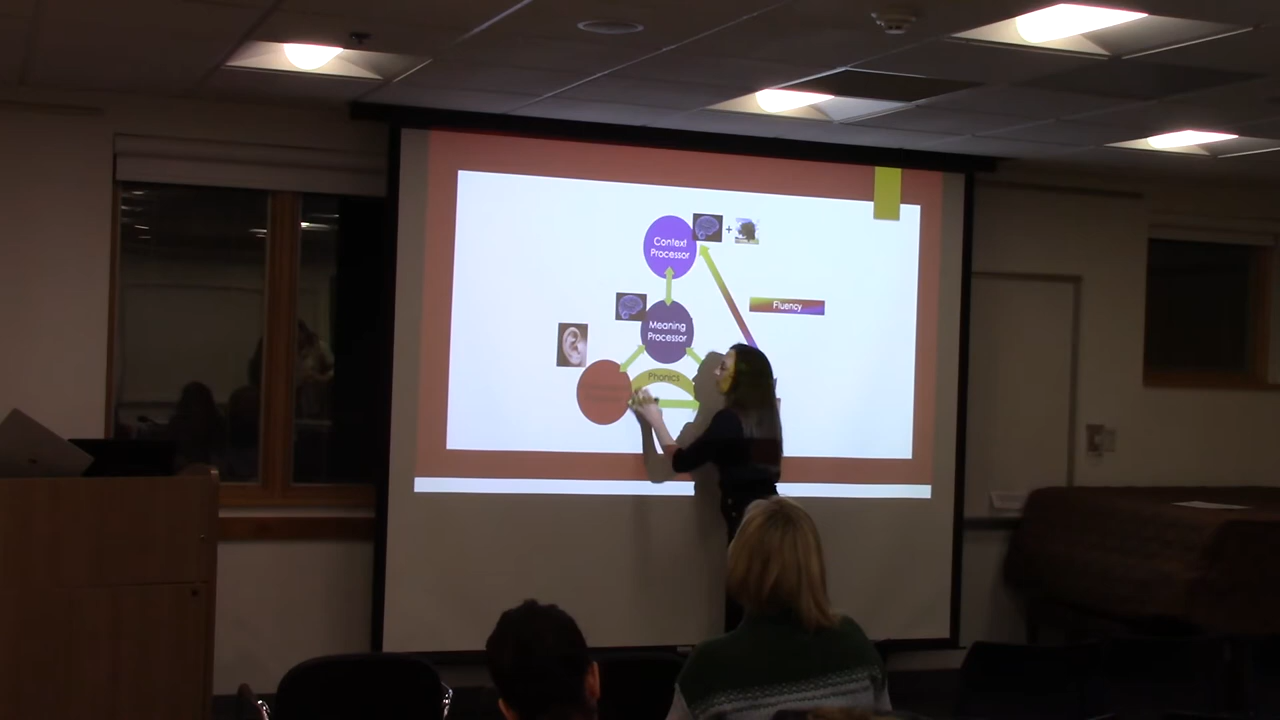 Context
Processor
+
Fluency
Meaning
Processor
Phonics